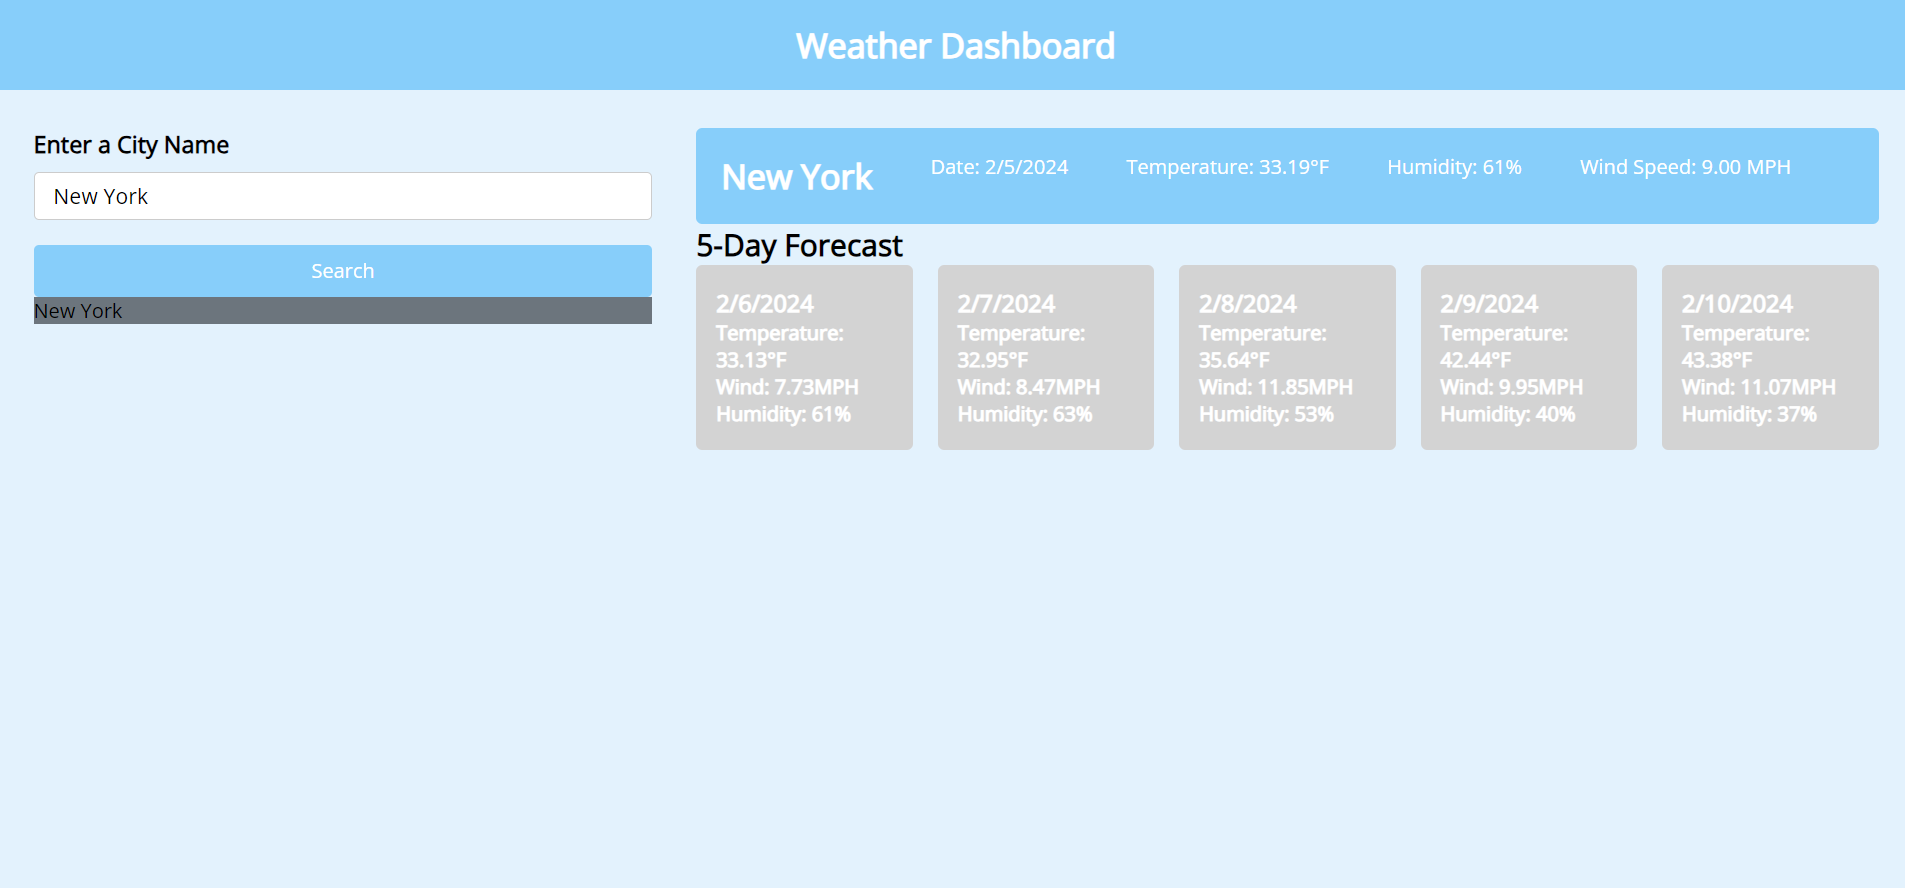 Weather Dashboard
Enter a City Name
New York
Search
New York
New York
Date: 2/5/2024
Temperature: 33.19°F
Humidity: 61%
Wind Speed: 9.00 MPH
5-Day Forecast
2/6/2024
Temperature:
33.13°F
Wind: 7.73MPH
Humidity: 61%
2/7/2024
Temperature:
32.95°F
Wind: 8.47MPH
Humidity: 63%
2/8/2024
Temperature:
35.64°F
Wind: 11.85MPH
Humidity: 53%
2/9/2024
Temperature:
42.44°F
Wind: 9.95MPH
Humidity: 40%
2/10/2024
Temperature:
43.38°F
Wind: 11.07MPH
Humidity: 37%